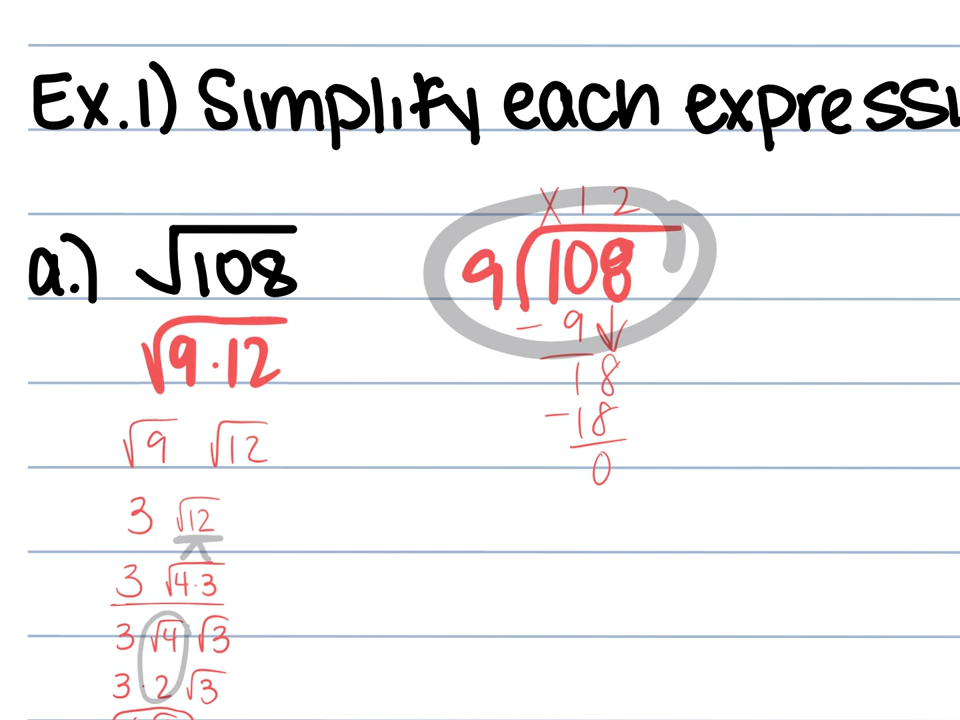 Ex.1) Simplify each expressi
a.) √108
√9·12
√9 √12
3 √12
3 √4·3
3 √4 √3
3·2 √3
X12
9)108
- 9
18
-18
0